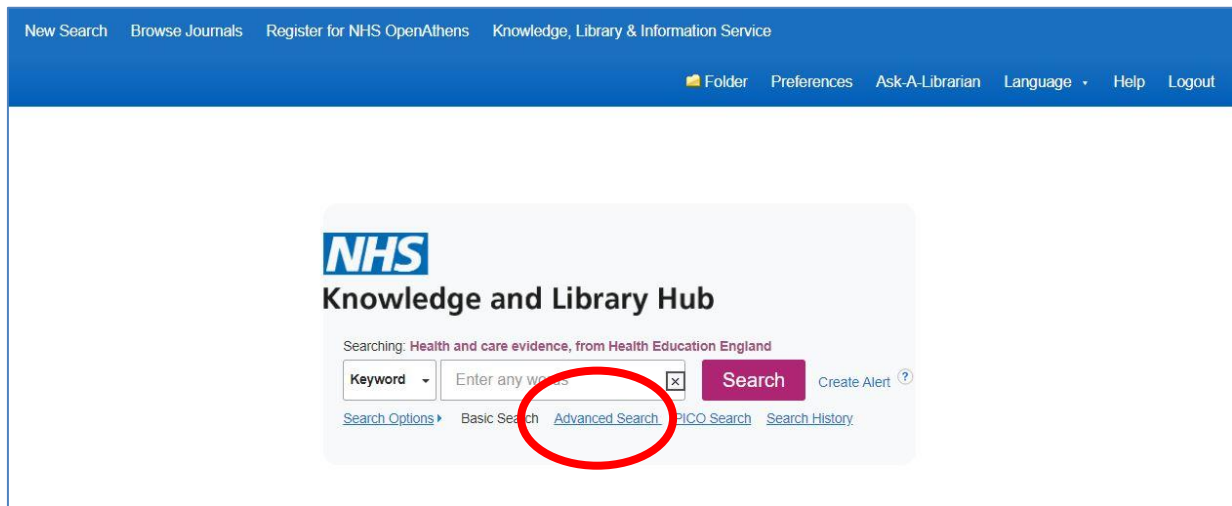 New Search Browse Journals Register for NHS OpenAthens Knowledge, Library & Information Service
Folder Preferences Ask-A-Librarian Language Help Logout
NHS
Knowledge and Library Hub
Searching: Health and care evidence, from Health Education England
Keyword Enter any words Search Create Alert ?
Search Options Basic Search Advanced Search PICO Search Search History